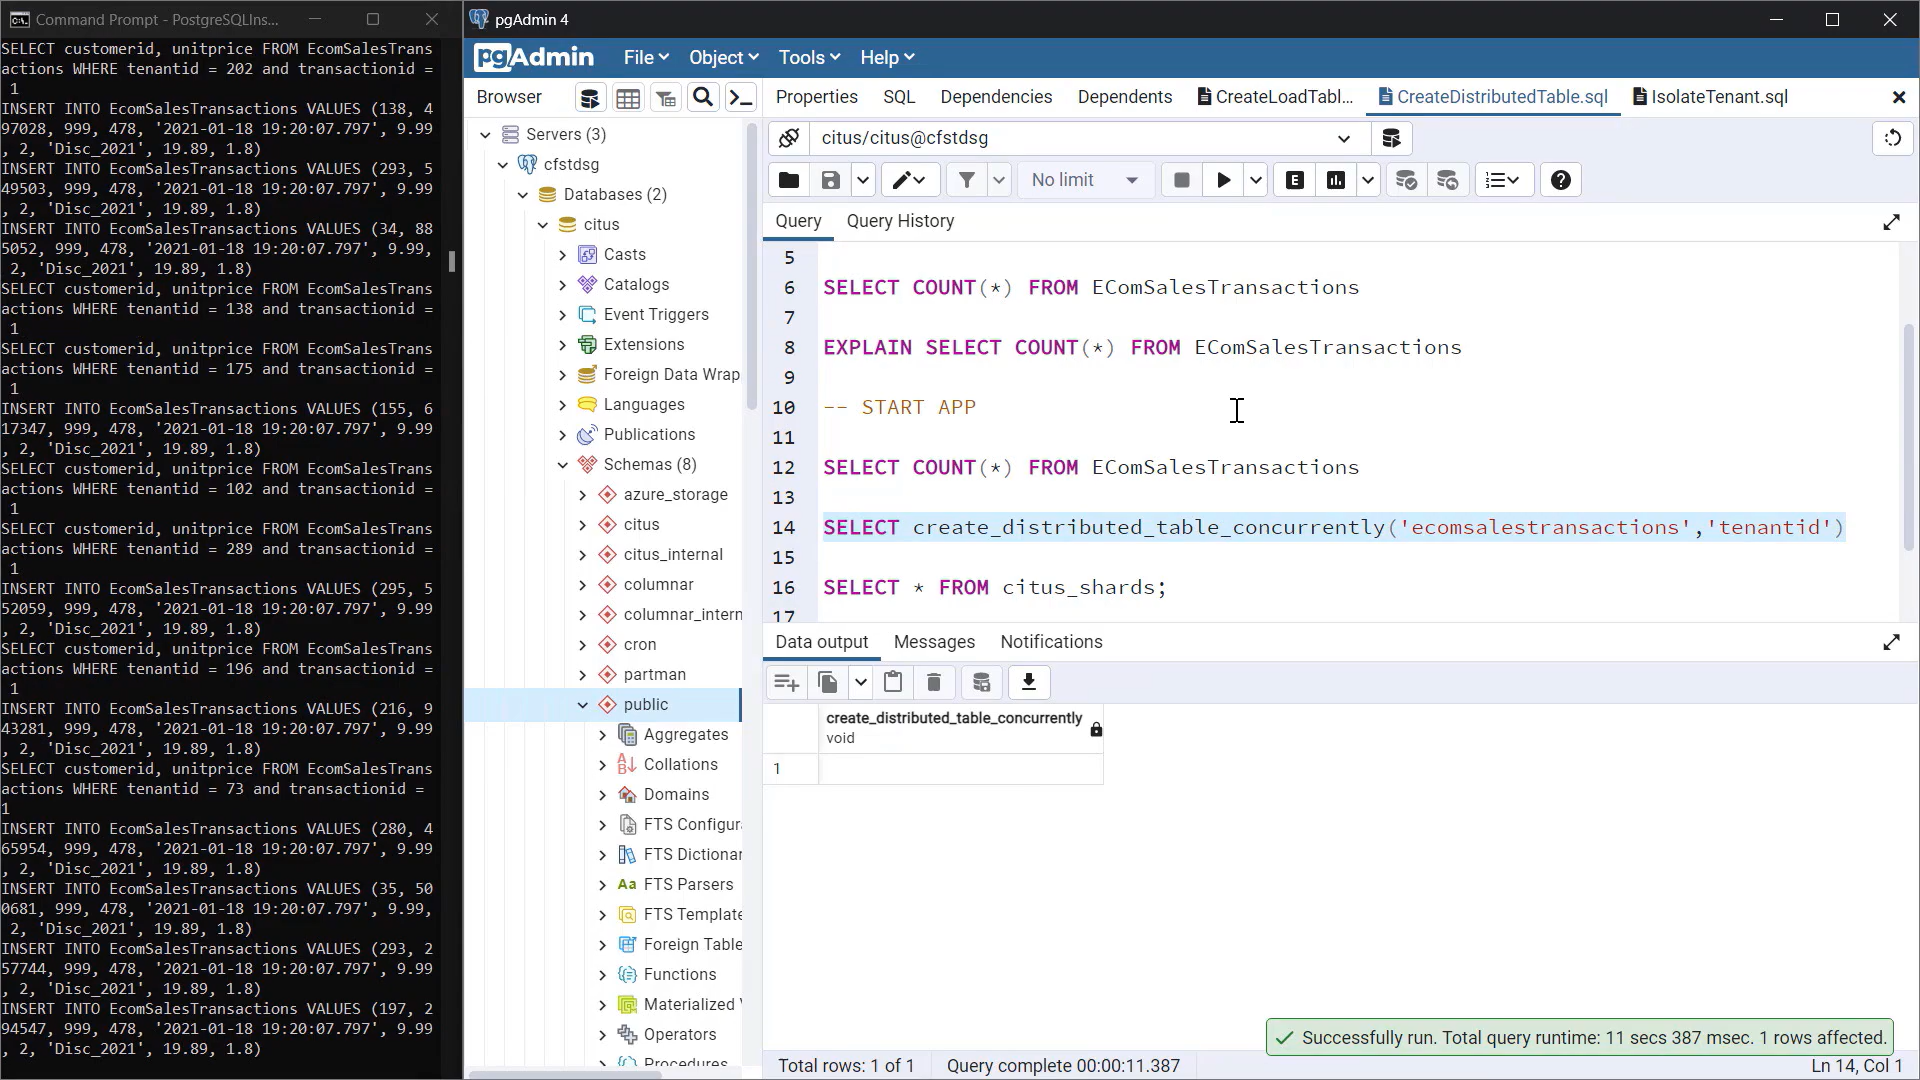 Command Prompt - PostgreSQLIns...
SELECT customerid, unitprice FROM EcomSalesTrans
actions WHERE tenantid = 202 and transactionid =
1
INSERT INTO EcomSalesTransactions VALUES (138, 4
97028, 999, 478, '2021-01-18 19:20:07.797', 9.99
, 2, 'Disc_2021', 19.89, 1.8)
INSERT INTO EcomSalesTransactions VALUES (293, 5
49503, 999, 478, '2021-01-18 19:20:07.797', 9.99
, 2, 'Disc_2021', 19.89, 1.8)
INSERT INTO EcomSalesTransactions VALUES (34, 88
5052, 999, 478, '2021-01-18 19:20:07.797', 9.99,
2, 'Disc_2021', 19.89, 1.8)
SELECT customerid, unitprice FROM EcomSalesTrans
actions WHERE tenantid = 138 and transactionid =
1
SELECT customerid, unitprice FROM EcomSalesTrans
actions WHERE tenantid = 175 and transactionid =
1
INSERT INTO EcomSalesTransactions VALUES (155, 6
17347, 999, 478, '2021-01-18 19:20:07.797', 9.99
, 2, 'Disc_2021', 19.89, 1.8)
SELECT customerid, unitprice FROM EcomSalesTrans
actions WHERE tenantid = 102 and transactionid =
1
SELECT customerid, unitprice FROM EcomSalesTrans
actions WHERE tenantid = 289 and transactionid =
1
INSERT INTO EcomSalesTransactions VALUES (295, 5
52059, 999, 478, '2021-01-18 19:20:07.797', 9.99
, 2, 'Disc_2021', 19.89, 1.8)
SELECT customerid, unitprice FROM EcomSalesTrans
actions WHERE tenantid = 196 and transactionid =
1
INSERT INTO EcomSalesTransactions VALUES (216, 9
43281, 999, 478, '2021-01-18 19:20:07.797', 9.99
, 2, 'Disc_2021', 19.89, 1.8)
SELECT customerid, unitprice FROM EcomSalesTrans
actions WHERE tenantid = 73 and transactionid =
1
INSERT INTO EcomSalesTransactions VALUES (280, 4
65954, 999, 478, '2021-01-18 19:20:07.797', 9.99
, 2, 'Disc_2021', 19.89, 1.8)
INSERT INTO EcomSalesTransactions VALUES (35, 50
0681, 999, 478, '2021-01-18 19:20:07.797', 9.99,
2, 'Disc_2021', 19.89, 1.8)
INSERT INTO EcomSalesTransactions VALUES (293, 2
57744, 999, 478, '2021-01-18 19:20:07.797', 9.99
, 2, 'Disc_2021', 19.89, 1.8)
INSERT INTO EcomSalesTransactions VALUES (197, 2
94547, 999, 478, '2021-01-18 19:20:07.797', 9.99
, 2, 'Disc_2021', 19.89, 1.8)
pgAdmin 4
pgAdmin File Object Tools Help
Browser
Servers (3)
cfstdsg
Databases (2)
citus
Casts
Catalogs
Event Triggers
Extensions
Foreign Data Wrap
Languages
Publications
Schemas (8)
azure_storage
citus
citus_internal
columnar
columnar_intern
cron
partman
public
Aggregates
Collations
Domains
FTS Configura
FTS Dictionar
FTS Parsers
FTS Template
Foreign Table
Functions
Materialized V
Operators
Procedures
Properties SQL Dependencies Dependents CreateLoadTabl... CreateDistributedTable.sql IsolateTenant.sql
citus/citus@cfstdsg
No limit
E
Query Query History
5
6 SELECT COUNT(*) FROM EComSalesTransactions
7
8 EXPLAIN SELECT COUNT(*) FROM EComSalesTransactions
9
10 -- START APP
11
12 SELECT COUNT(*) FROM EComSalesTransactions
13
14 SELECT create_distributed_table_concurrently('ecomsalestransactions','tenantid')
15
16 SELECT * FROM citus_shards;
17
Data output Messages Notifications
create_distributed_table_concurrently
void
1
Successfully run. Total query runtime: 11 secs 387 msec. 1 rows affected.
Total rows: 1 of 1 Query complete 00:00:11.387 Ln 14, Col 1